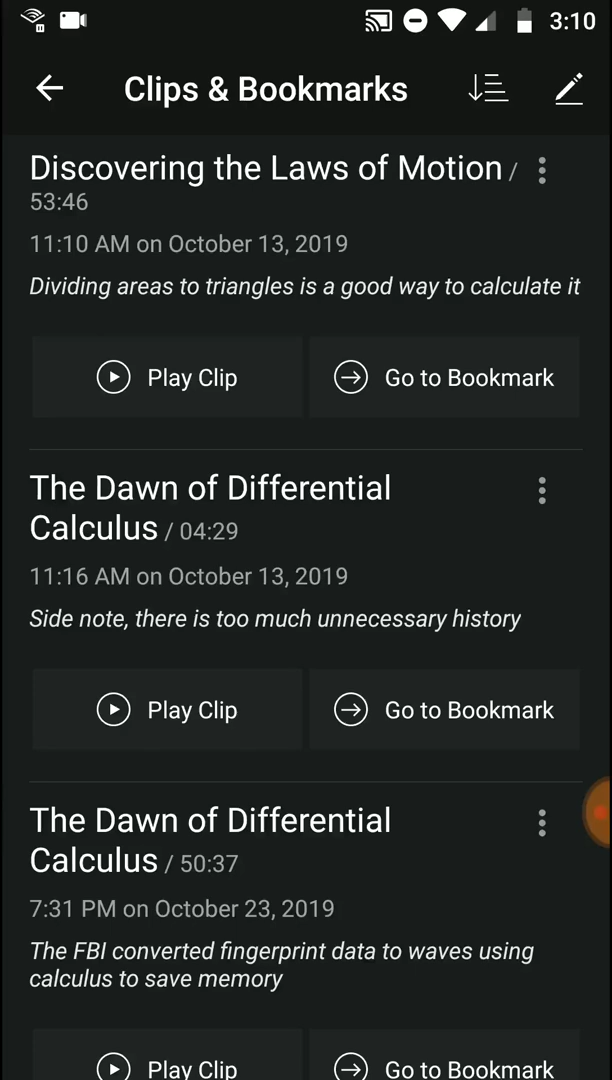 3:10
Clips & Bookmarks
Discovering the Laws of Motion /
53:46
11:10 AM on October 13, 2019
Dividing areas to triangles is a good way to calculate it
Play Clip
Go to Bookmark
The Dawn of Differential
Calculus / 04:29
11:16 AM on October 13, 2019
Side note, there is too much unnecessary history
Play Clip
Go to Bookmark
The Dawn of Differential
Calculus / 50:37
7:31 PM on October 23, 2019
The FBI converted fingerprint data to waves using
calculus to save memory
Play Clip
Go to Bookmark